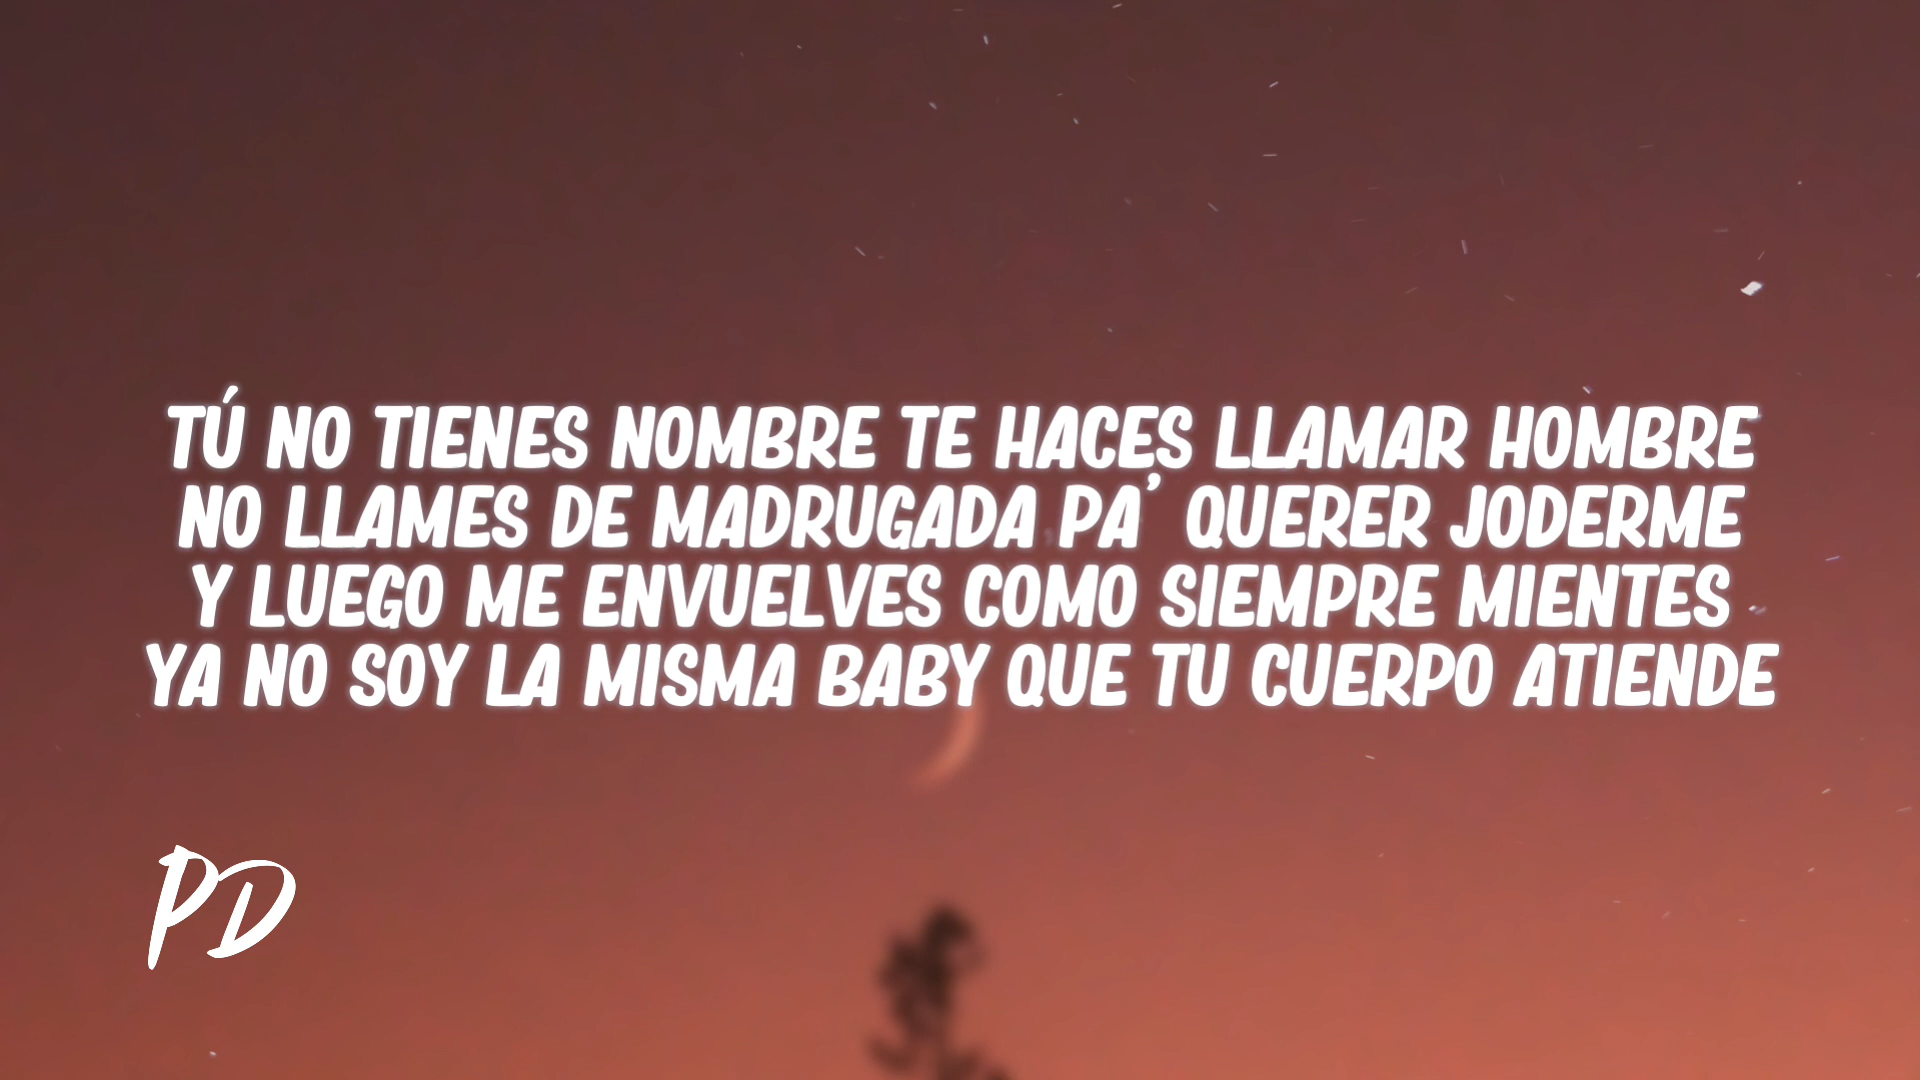 TÚ NO TIENES NOMBRE TE HACES LLAMAR HOMBRE
NO LLAMES DE MADRUGADA PA' QUERER JODERME
Y LUEGO ME ENVUELVES COMO SIEMPRE MIENTES
YA NO SOY LA MISMA BABY QUE TU CUERPO ATIENDE
PD